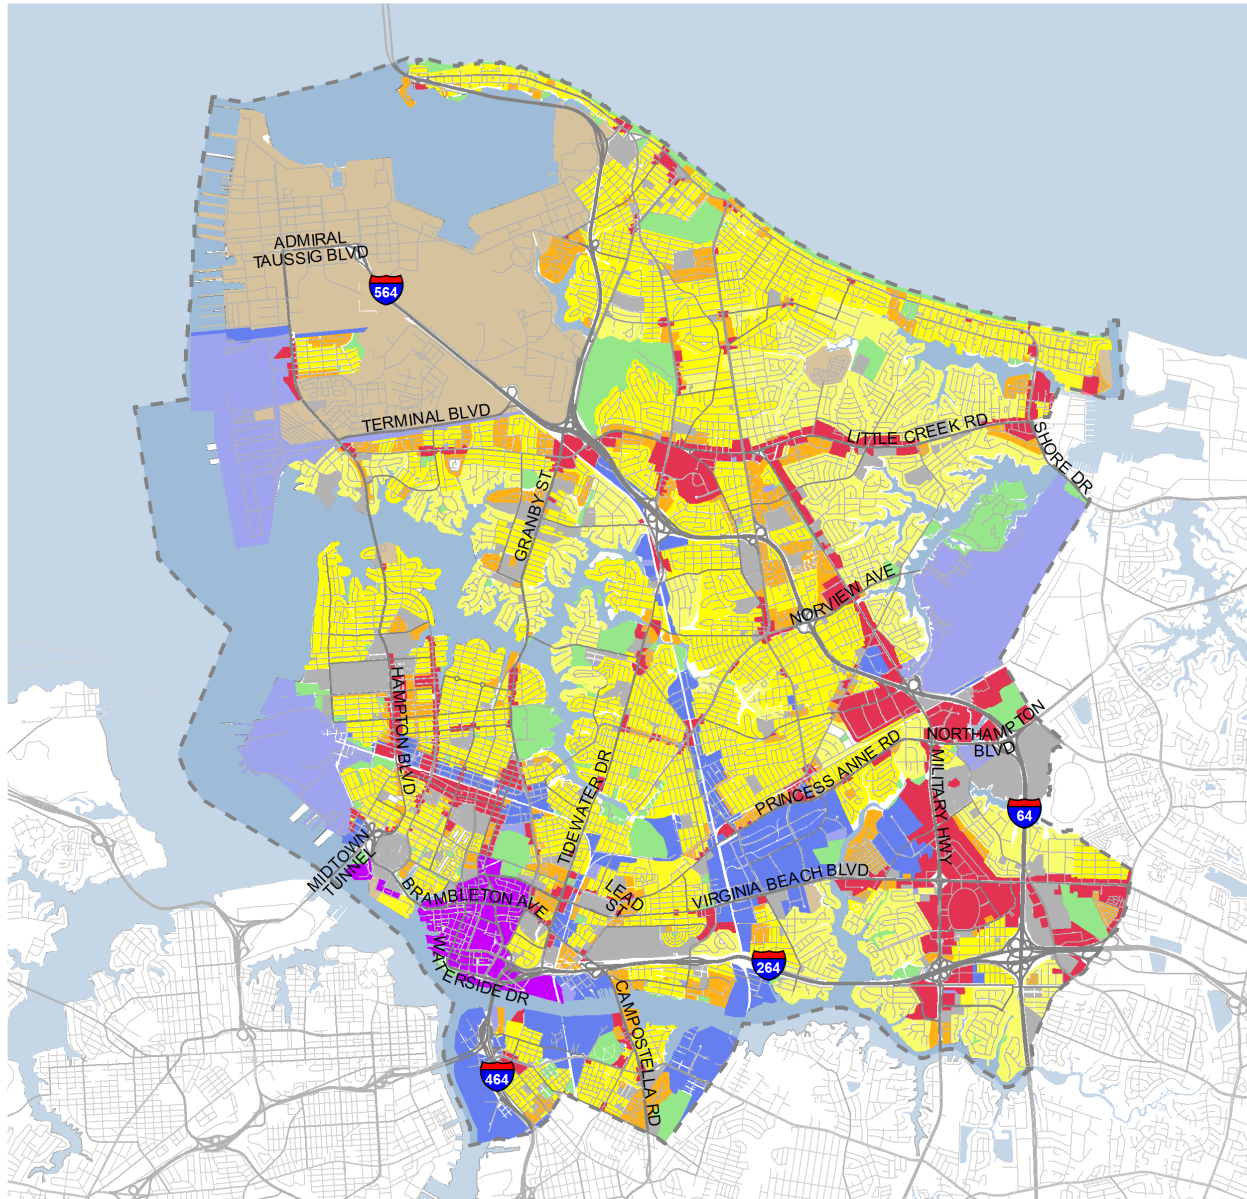 ADMIRAL
TAUSSIG BLVD
564
TERMINAL BLVD
LITTLE CREEK RD
SHORE DR
GRANBY ST
NORVIEW AVE
HAMPTON BLVD
NORTHAMPTON
BLVD
PRINCESS ANNE RD
MILITARY HWY
TIDEWATER DR
64
MIDTOWN
TUNNEL
BRAMBLETON AVE
LEAD
ST
VIRGINIA BEACH BLVD
WATERSIDE DR
264
CAMPOSTELLA RD
464